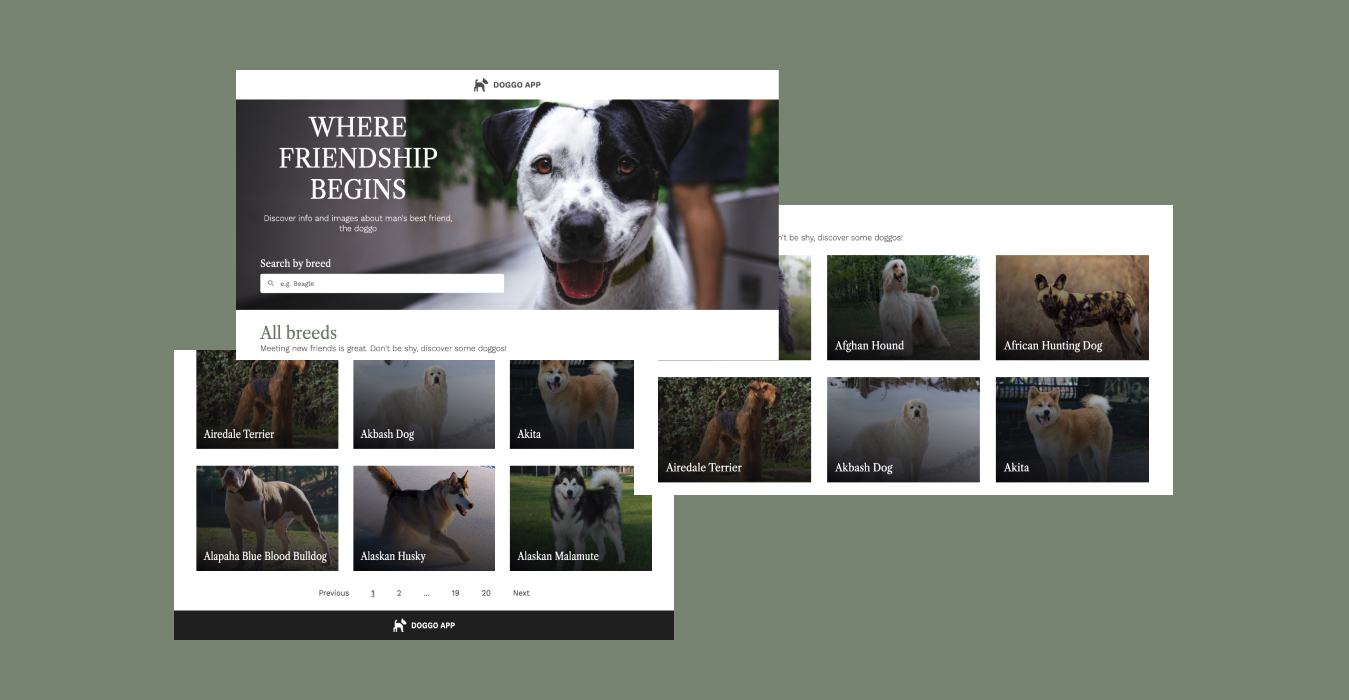 DOGGO APP
WHERE
FRIENDSHIP
BEGINS
Discover info and images about man's best friend,
the doggo
Search by breed
e.g. Beagle
All breeds
Meeting new friends is great. Don't be shy, discover some doggos!
't be shy, discover some doggos!
Afghan Hound
African Hunting Dog
Airedale Terrier
Akbash Dog
Akita
Airedale Terrier
Akbash Dog
Akita
Alapaha Blue Blood Bulldog
Alaskan Husky
Alaskan Malamute
Previous 1 2 ... 19 20 Next
DOGGO APP